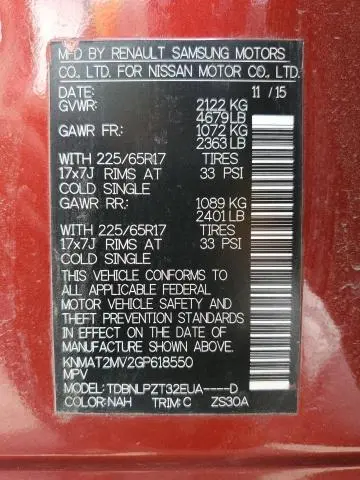 MFD BY RENAULT SAMSUNG MOTORS
CO., LTD. FOR NISSAN MOTOR CO., LTD.
DATE: 11 / 15
GVWR: 2122 KG
4679 LB
GAWR FR.: 1072 KG
2363 LB
WITH 225/65R17 TIRES
17x7J RIMS AT 33 PSI
COLD SINGLE
GAWR RR.: 1089 KG
2401 LB
WITH 225/65R17 TIRES
17x7J RIMS AT 33 PSI
COLD SINGLE
THIS VEHICLE CONFORMS TO
ALL APPLICABLE FEDERAL
MOTOR VEHICLE SAFETY AND
THEFT PREVENTION STANDARDS
IN EFFECT ON THE DATE OF
MANUFACTURE SHOWN ABOVE.
KNMAT2MV2GP618550
MPV
MODEL: TDBNLPZT32EUA----D
COLOR: NAH TRIM: C ZS30A